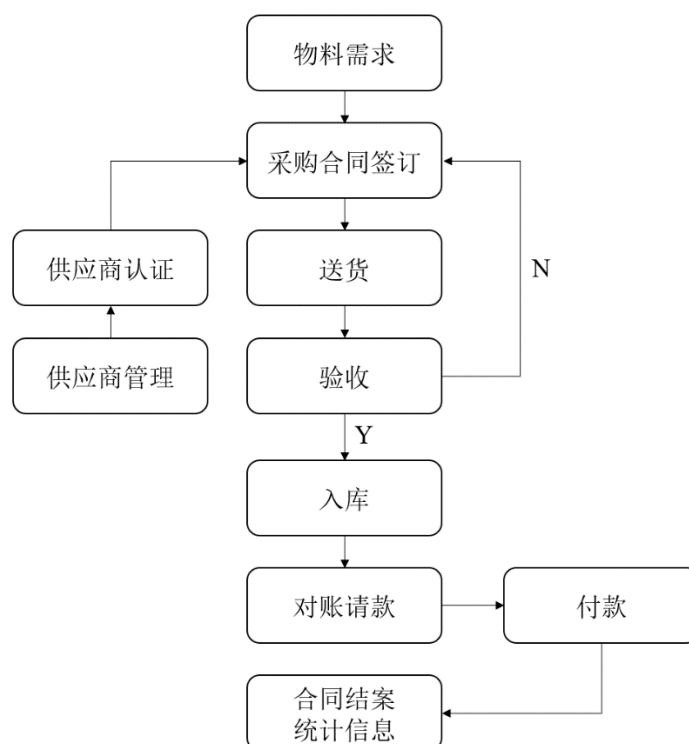 物料需求
采购合同签订
供应商认证
送货
N
供应商管理
验收
Y
入库
对账请款
付款
合同结案
统计信息